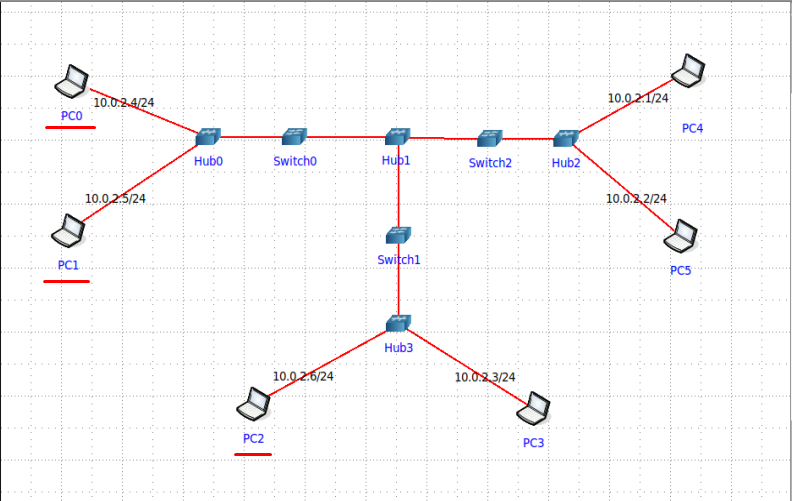 10.0.2.4/24
PC0
10.0.2.1/24
PC4
Hub0
Switch0
Hub1
Switch2
Hub2
10.0.2.5/24
10.0.2.2/24
PC1
Switch1
PC5
Hub3
10.0.2.6/24
10.0.2.3/24
PC2
PC3